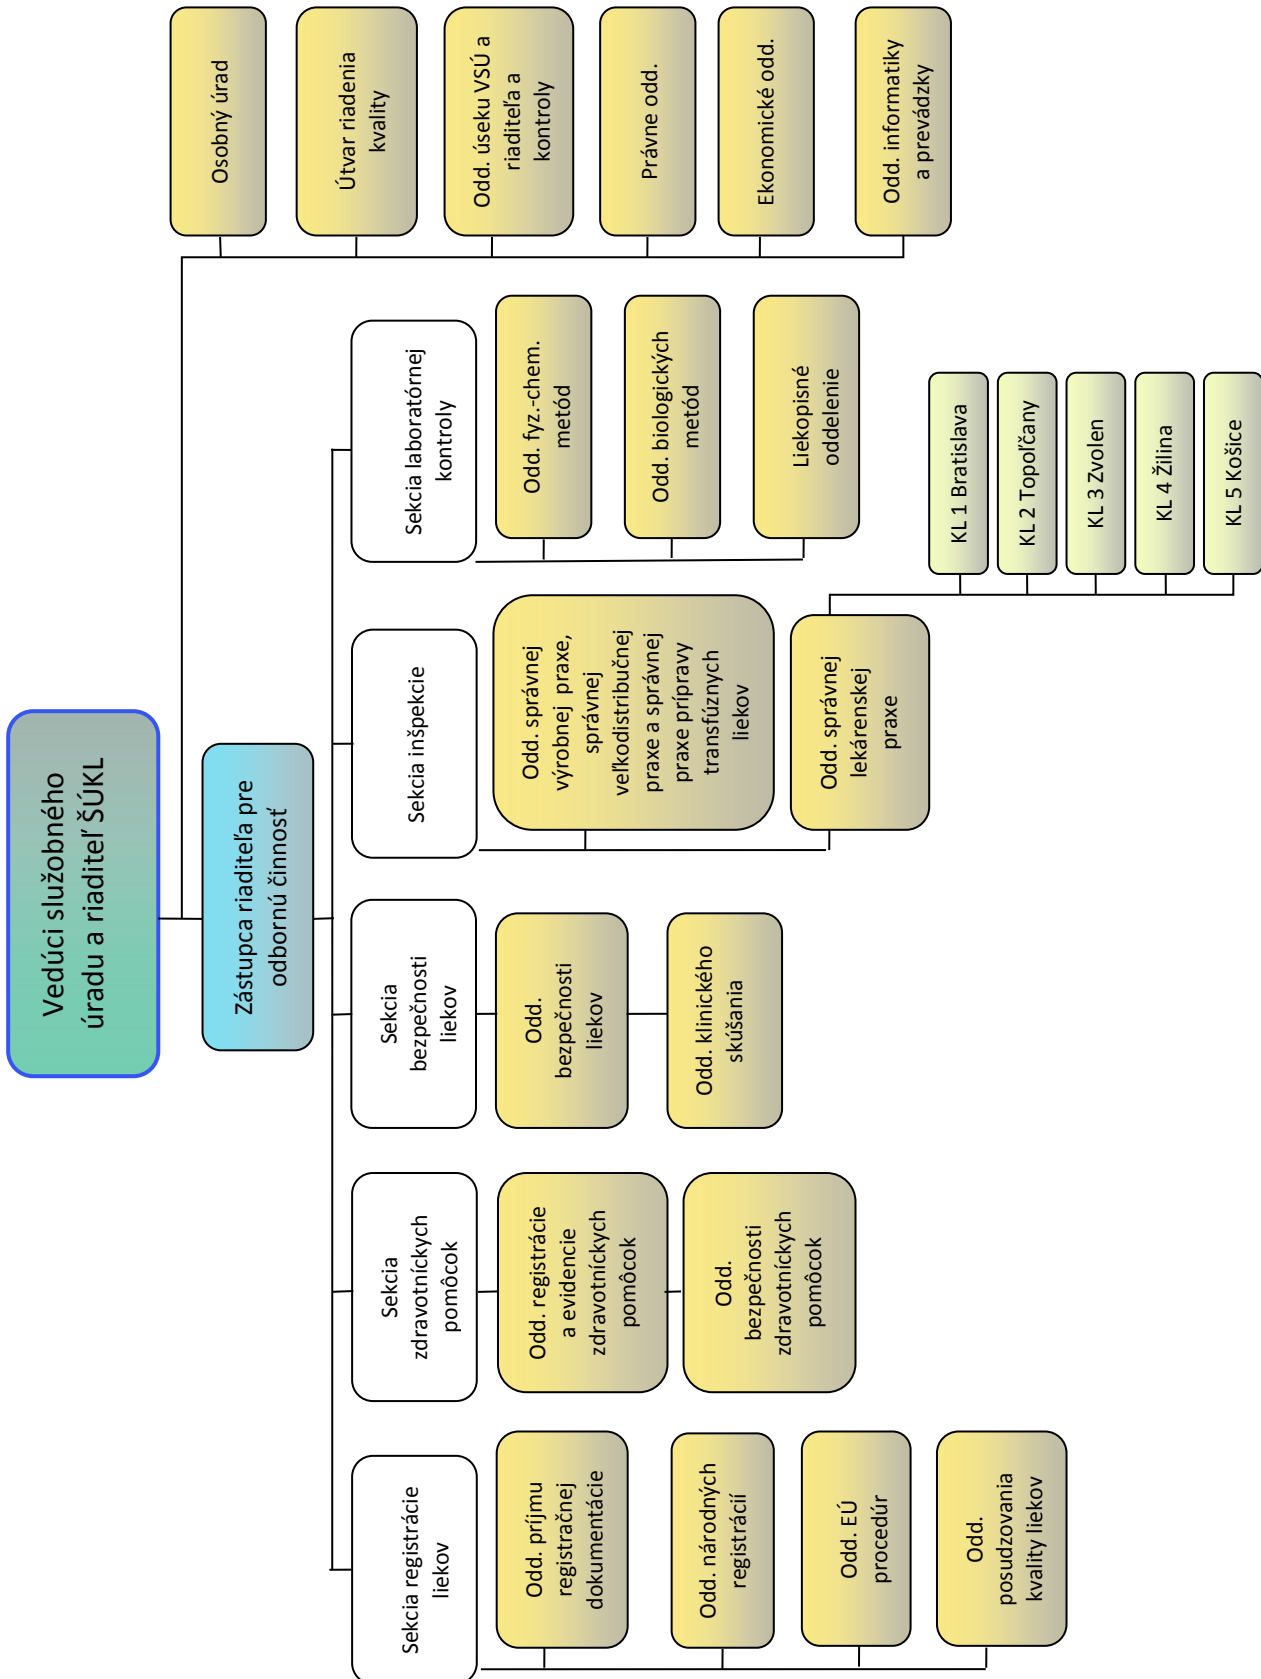 Vedúci služobného
úradu a riaditeľ ŠÚKL
Zástupca riaditeľa pre
odbornú činnosť
Sekcia registrácie
liekov
Odd. príjmu
registračnej
dokumentácie
Odd. národných
registrácií
Odd. EÚ
procedúr
Odd.
posudzovania
kvality liekov
Sekcia
zdravotníckych
pomôcok
Odd. registrácie
a evidencie
zdravotníckych
pomôcok
Odd.
bezpečnosti
zdravotníckych
pomôcok
Sekcia
bezpečnosti
liekov
Odd.
bezpečnosti
liekov
Odd. klinického
skúšania
Sekcia inšpekcie
Odd. správnej
výrobnej praxe,
správnej
veľkodistribučnej
praxe a správnej
praxe prípravy
transfúznych
liekov
Odd. správnej
lekárenskej
praxe
KL 1 Bratislava
KL 2 Topoľčany
KL 3 Zvolen
KL 4 Žilina
KL 5 Košice
Sekcia laboratórnej
kontroly
Odd. fyz.-chem.
metód
Odd. biologických
metód
Liekopisné
oddelenie
Osobný úrad
Útvar riadenia
kvality
Odd. úseku VSÚ a
riaditeľa a
kontroly
Právne odd.
Ekonomické odd.
Odd. informatiky
a prevádzky